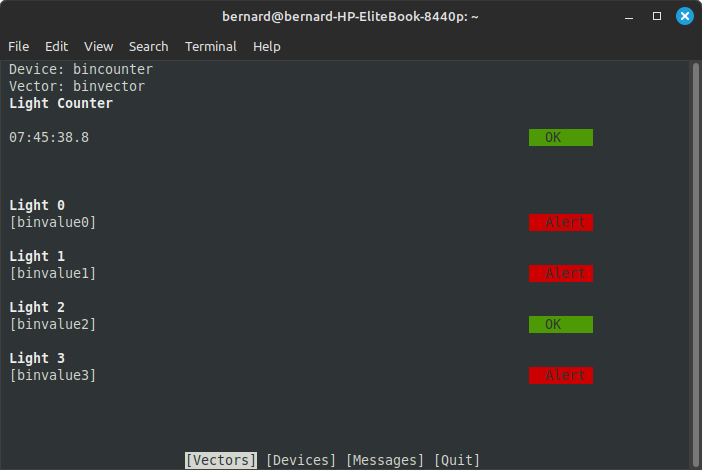 bernard@bernard-HP-EliteBook-8440p: ~
File Edit View Search Terminal Help
Device: bincounter
Vector: binvector
Light Counter
07:45:38.8 OK
Light 0
[binvalue0] Alert
Light 1
[binvalue1] Alert
Light 2
[binvalue2] OK
Light 3
[binvalue3] Alert
[Vectors] [Devices] [Messages] [Quit]